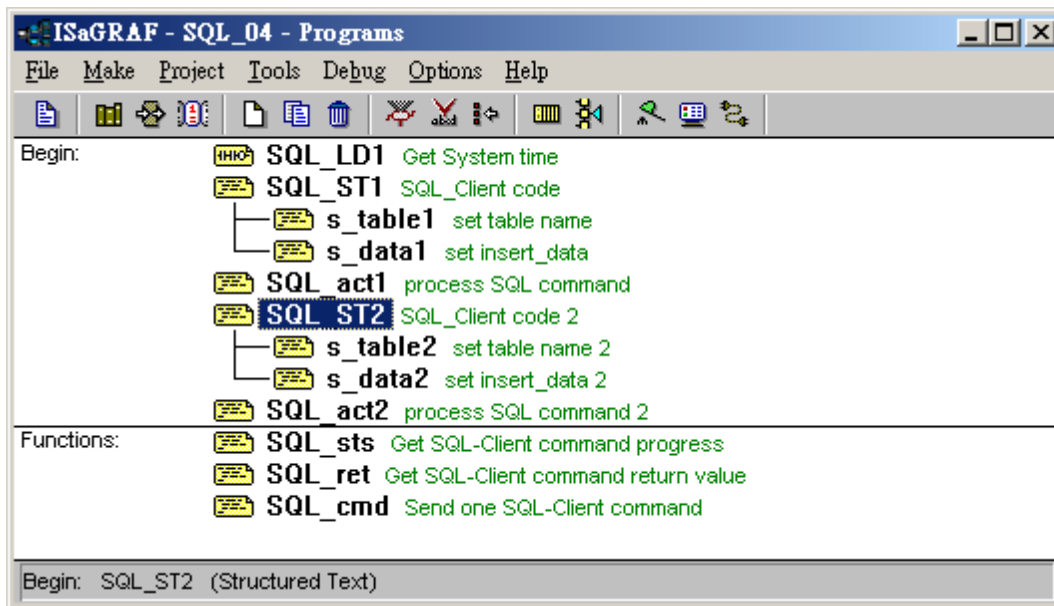 ISaGRAF - SQL_04 - Programs
File Make Project Tools Debug Options Help
Begin: SQL_LD1 Get System time
SQL_ST1 SQL_Client code
s_table1 set table name
s_data1 set insert_data
SQL_act1 process SQL command
SQL_ST2 SQL_Client code 2
s_table2 set table name 2
s_data2 set insert_data 2
SQL_act2 process SQL command 2
Functions: SQL_sts Get SQL-Client command progress
SQL_ret Get SQL-Client command return value
SQL_cmd Send one SQL-Client command
Begin: SQL_ST2 (Structured Text)